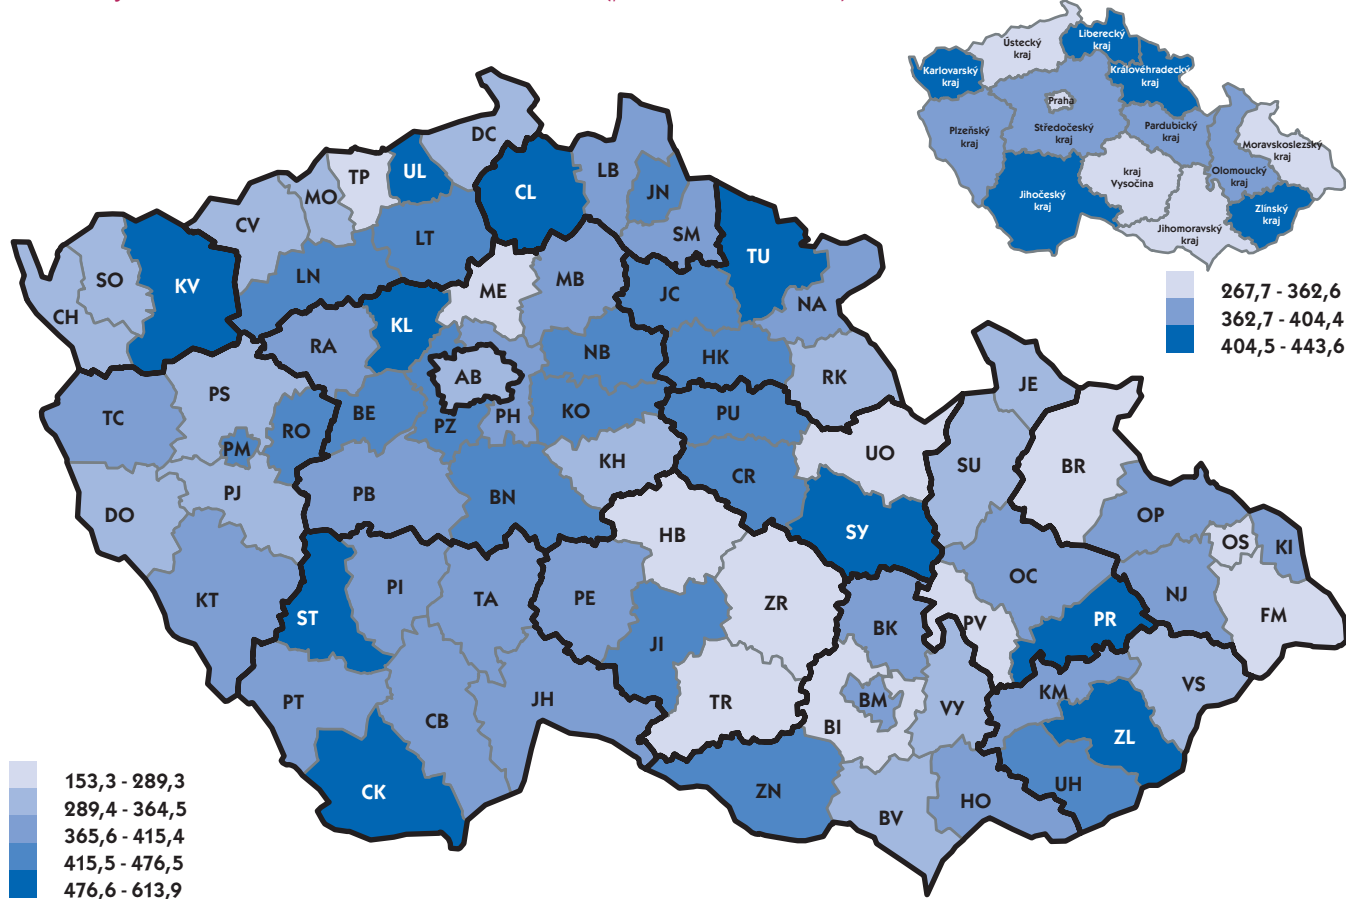 Ústecký
kraj
Liberecký
kraj
Karlovarský
kraj
Královéhradecký
kraj
Praha
Plzeňský
kraj
Středočeský
kraj
Pardubický
kraj
Moravskoslezský
kraj
kraj
Vysočina
Olomoucký
kraj
Jihočeský
kraj
Zlínský
kraj
Jihomoravský
kraj
267,7 - 362,6
362,7 - 404,4
404,5 - 443,6
DC
TP
UL
MO
CL
LB
JN
CV
LT
SM
SO
KV
LN
TU
ME
MB
JC
NA
CH
KL
RA
NB
HK
AB
RK
JE
PS
TC
BE
PZ
PH
KO
PU
RO
PM
UO
KH
SU
BR
PJ
PB
BN
CR
DO
OP
HB
SY
OS
KI
KT
PI
TA
PE
ZR
OC
NJ
ST
BK
PV
PR
FM
JI
PT
CB
JH
TR
BI
BM
VY
KM
VS
ZL
CK
ZN
BV
HO
UH
153,3 - 289,3
289,4 - 364,5
365,6 - 415,4
415,5 - 476,5
476,6 - 613,9